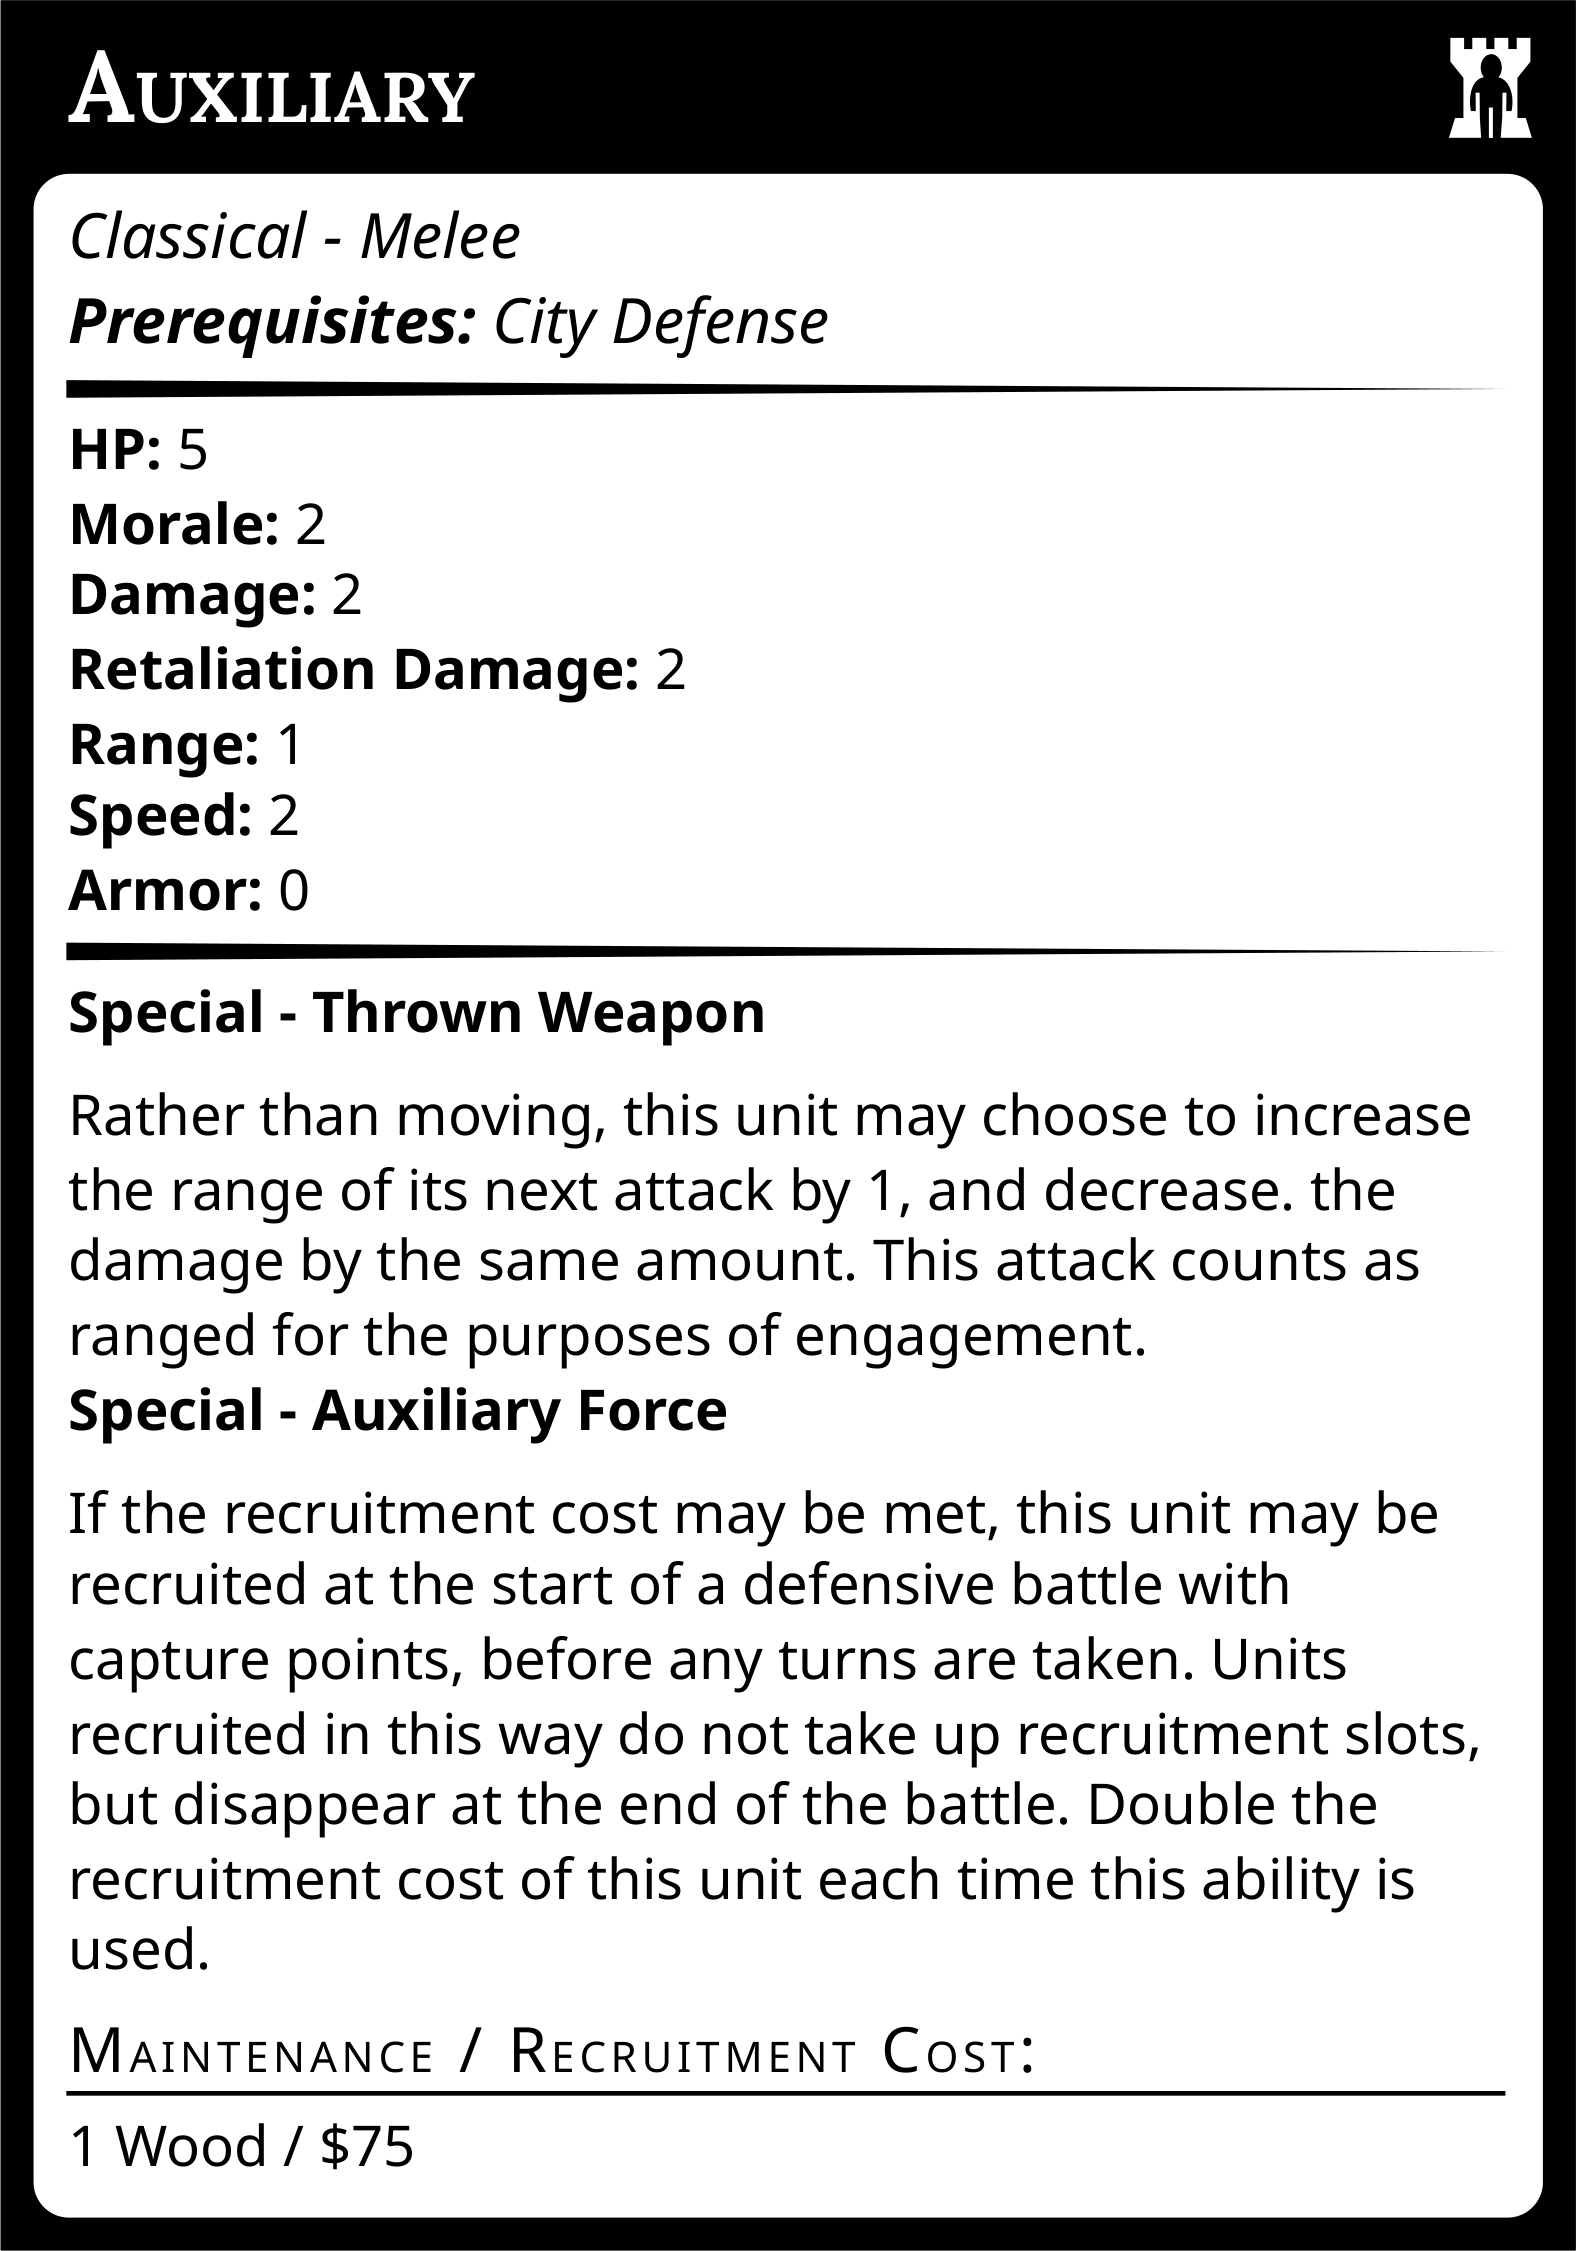 Auxiliary
Classical - Melee
Prerequisites: City Defense
HP: 5
Morale: 2
Damage: 2
Retaliation Damage: 2
Range: 1
Speed: 2
Armor: 0
Special - Thrown Weapon
Rather than moving, this unit may choose to increase
the range of its next attack by 1, and decrease. the
damage by the same amount. This attack counts as
ranged for the purposes of engagement.
Special - Auxiliary Force
If the recruitment cost may be met, this unit may be
recruited at the start of a defensive battle with
capture points, before any turns are taken. Units
recruited in this way do not take up recruitment slots,
but disappear at the end of the battle. Double the
recruitment cost of this unit each time this ability is
used.
Maintenance / Recruitment Cost:
1 Wood / $75